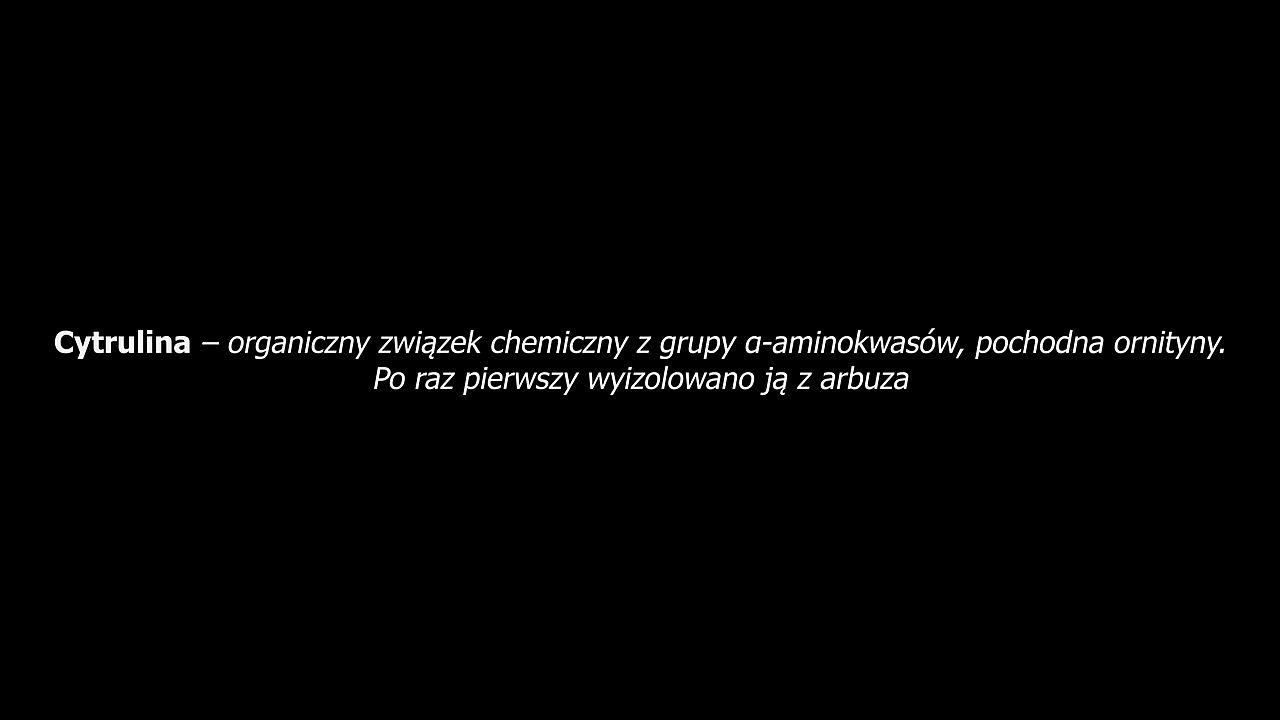 Cytrulina – organiczny związek chemiczny z grupy α-aminokwasów, pochodna ornityny.
Po raz pierwszy wyizolowano ją z arbuza